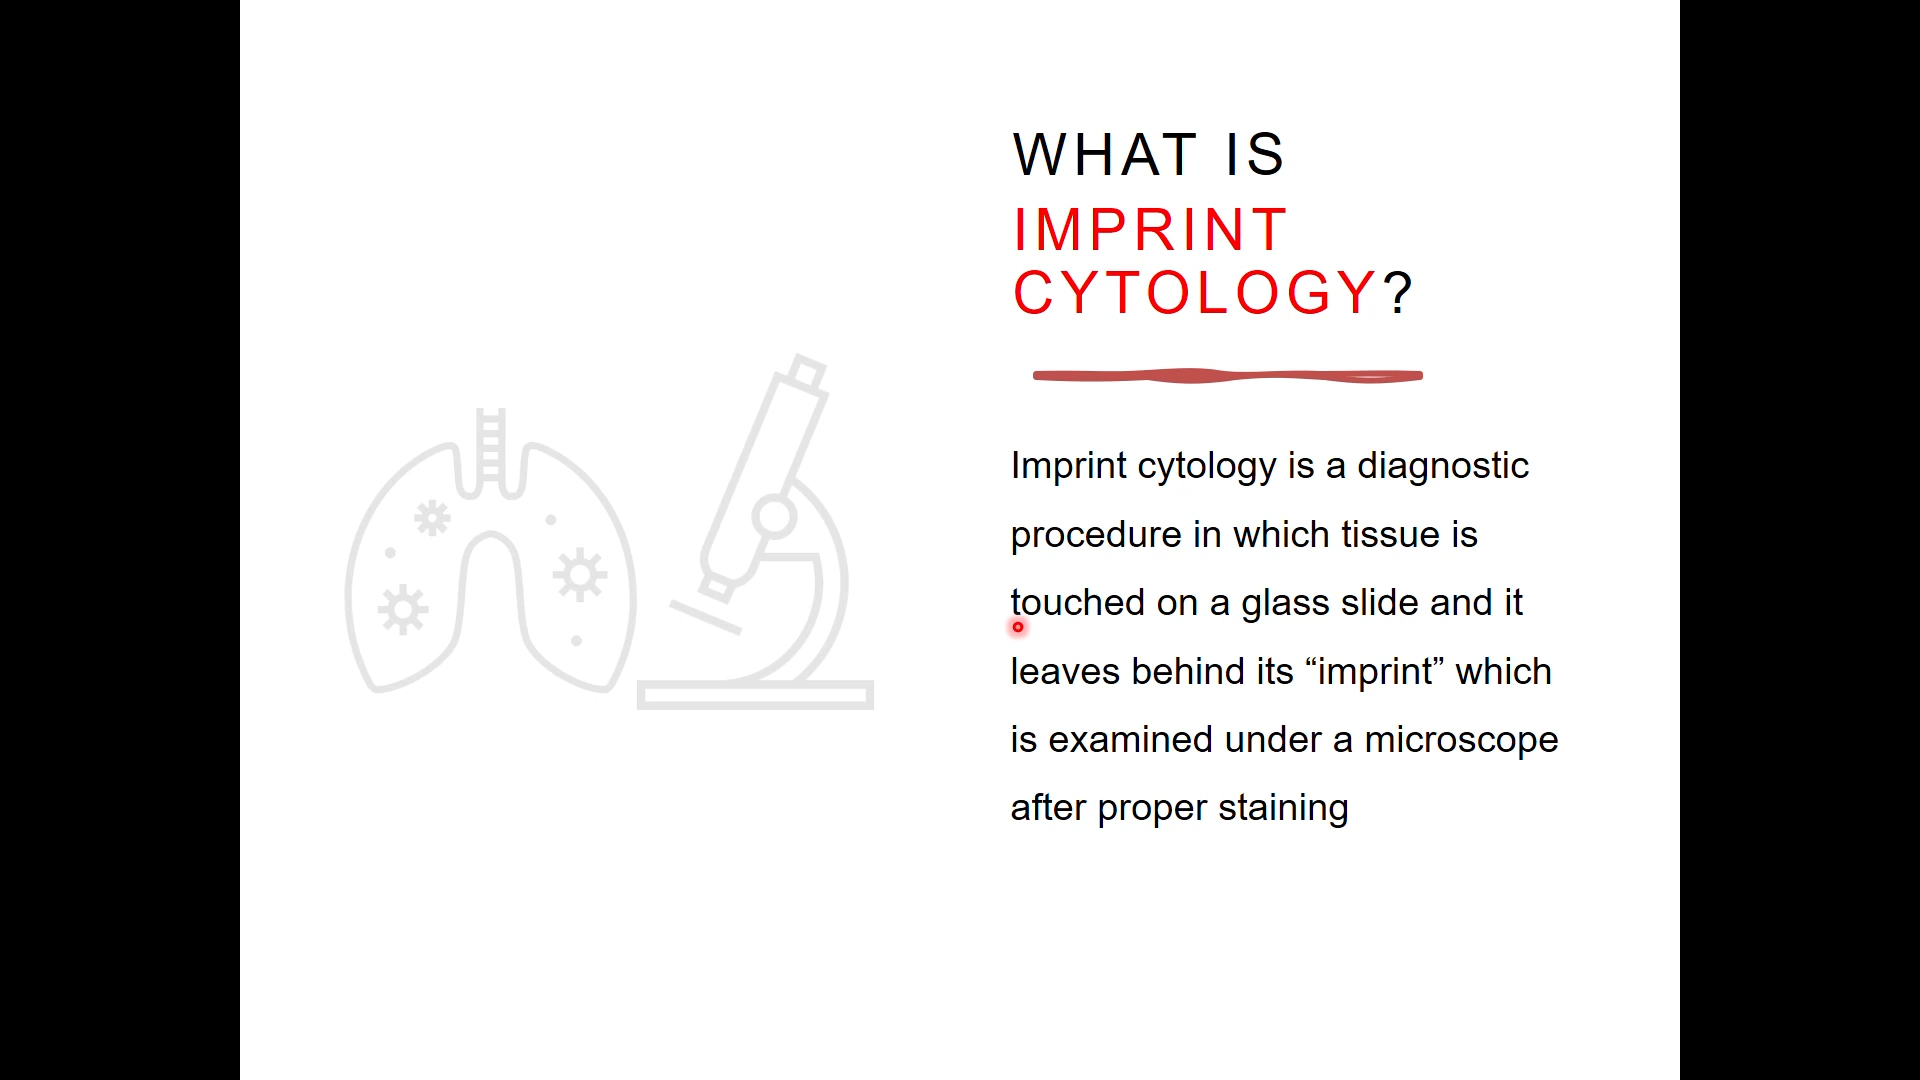 WHAT IS
IMPRINT
CYTOLOGY?
Imprint cytology is a diagnostic
procedure in which tissue is
touched on a glass slide and it
leaves behind its “imprint” which
is examined under a microscope
after proper staining